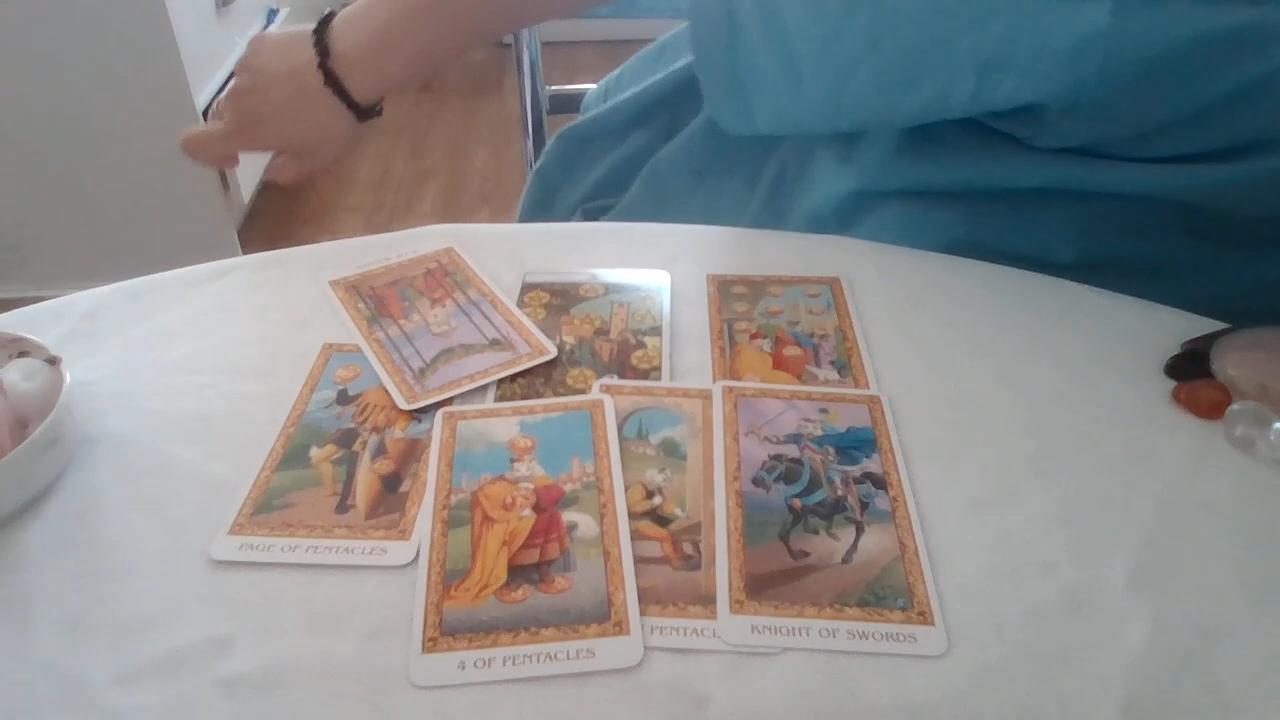 PAGE OF PENTACLES
4 OF PENTACLES
PENTACL
KNIGHT OF SWORDS